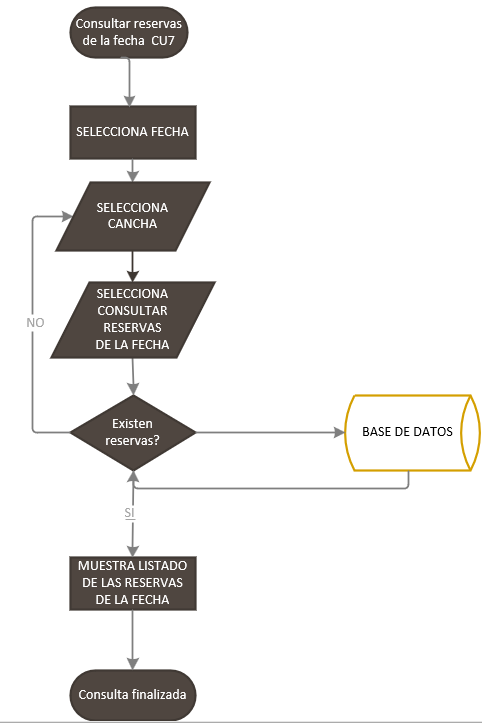 Consultar reservas
de la fecha CU7
SELECCIONA FECHA
SELECCIONA
CANCHA
SELECCIONA
CONSULTAR
RESERVAS
DE LA FECHA
NO
Existen
reservas?
BASE DE DATOS
SI
MUESTRA LISTADO
DE LAS RESERVAS
DE LA FECHA
Consulta finalizada